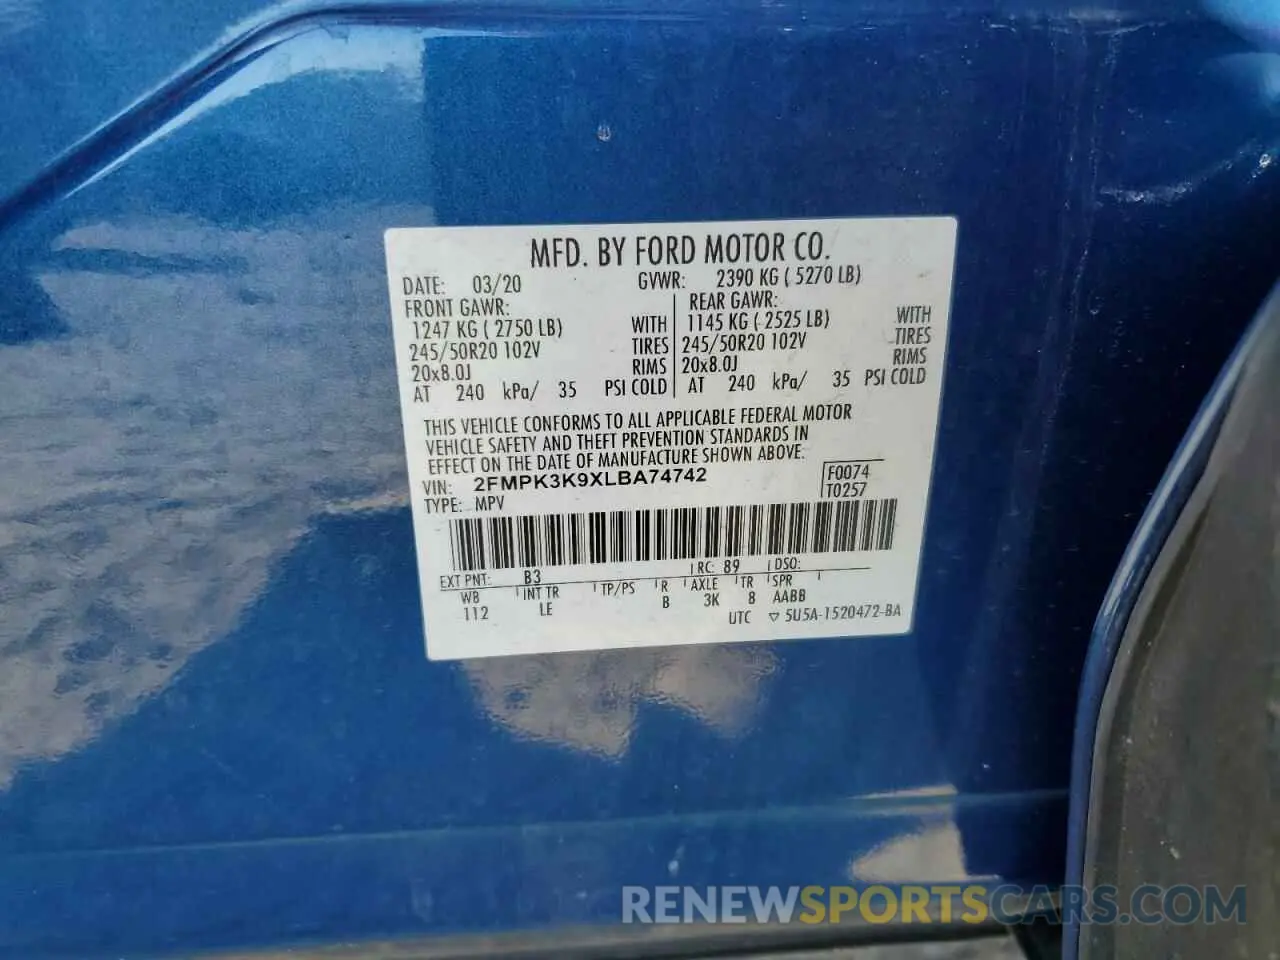 MFD. BY FORD MOTOR CO.
DATE: 03/20 GVWR: 2390 KG ( 5270 LB)
FRONT GAWR: REAR GAWR:
1247 KG ( 2750 LB) WITH 1145 KG ( 2525 LB) WITH
245/50R20 102V TIRES 245/50R20 102V TIRES
20x8.0J RIMS 20x8.0J RIMS
AT 240 kPa/ 35 PSI COLD AT 240 kPa/ 35 PSI COLD
THIS VEHICLE CONFORMS TO ALL APPLICABLE FEDERAL MOTOR
VEHICLE SAFETY AND THEFT PREVENTION STANDARDS IN
EFFECT ON THE DATE OF MANUFACTURE SHOWN ABOVE.
VIN: 2FMPK3K9XLBA74742 F0074
TYPE: MPV T0257
EXT PNT: B3 RC: 89 DSO:
WB INT TR TP/PS R AXLE TR SPR
112 LE B 3K 8 AABB
UTC ▽ 5U5A-1520472-BA
RENEWSPORTSCARS.COM